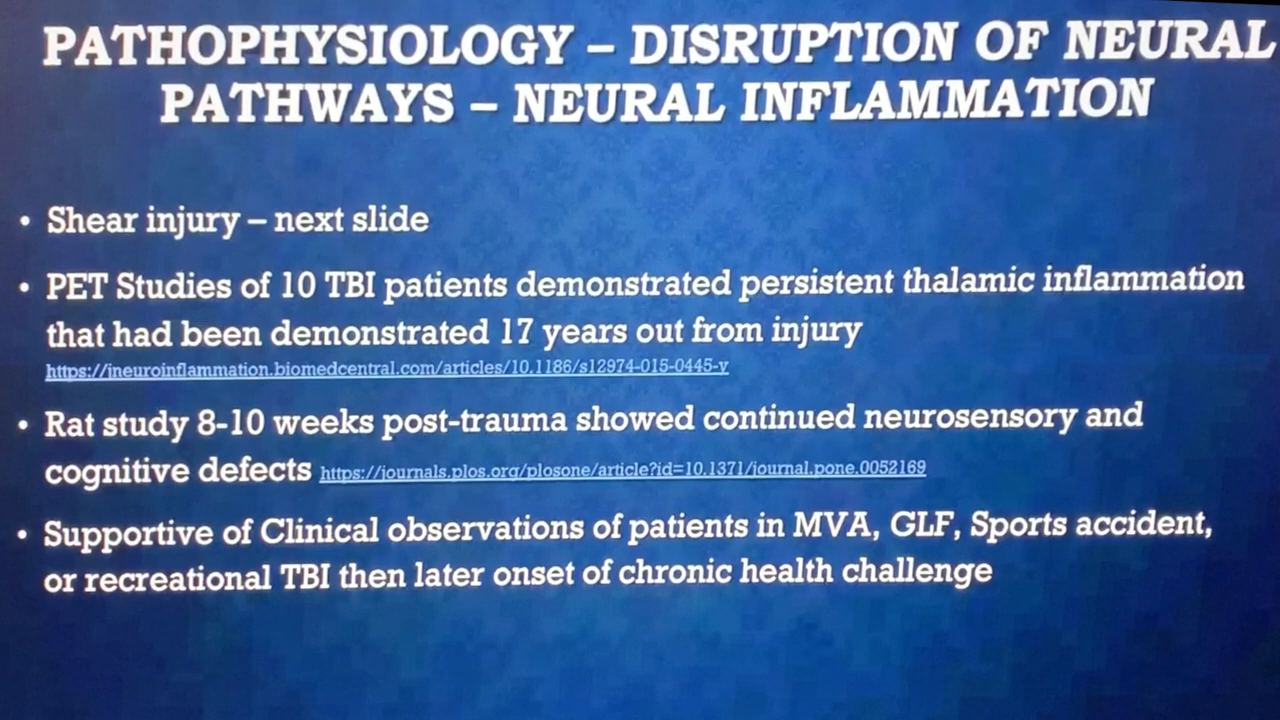 PATHOPHYSIOLOGY – DISRUPTION OF NEURAL
PATHWAYS – NEURAL INFLAMMATION
• Shear injury – next slide
• PET Studies of 10 TBI patients demonstrated persistent thalamic inflammation
that had been demonstrated 17 years out from injury
https://jneuroinflammation.biomedcentral.com/articles/10.1186/s12974-015-0445-y
• Rat study 8-10 weeks post-trauma showed continued neurosensory and
cognitive defects https://journals.plos.org/plosone/article?id=10.1371/journal.pone.0052169
• Supportive of Clinical observations of patients in MVA, GLF, Sports accident,
or recreational TBI then later onset of chronic health challenge